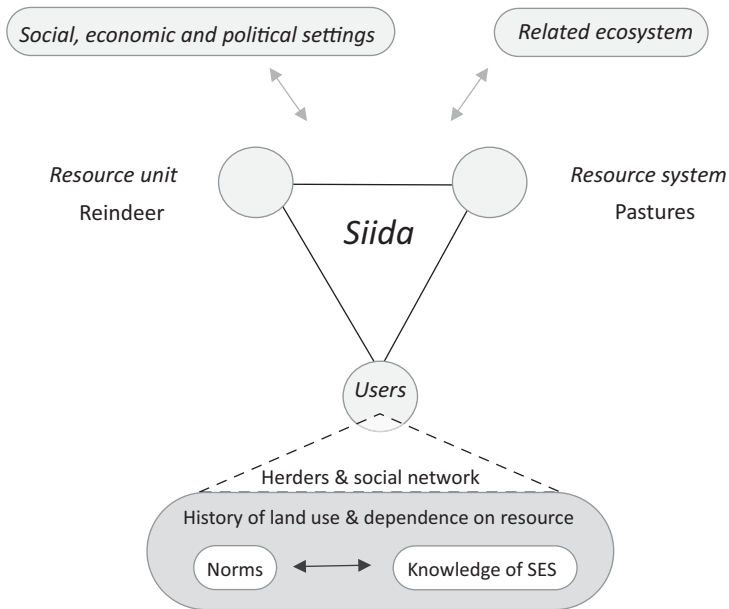 Social, economic and political settings
Related ecosystem
Resource unit
Reindeer
Resource system
Pastures
Siida
Users
Herders & social network
History of land use & dependence on resource
Norms
Knowledge of SES